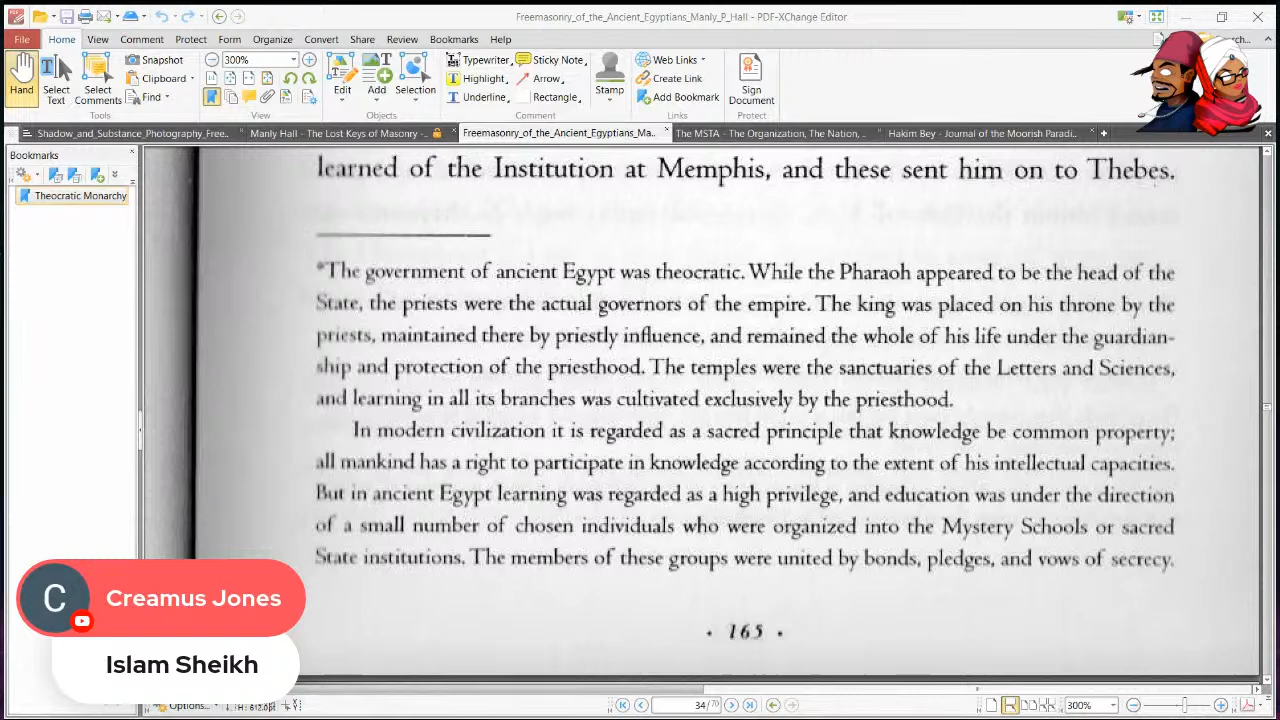 Freemasonry_of_the_Ancient_Egyptians_Manly_P_Hall - PDF-XChange Editor
File Home View Comment Protect Form Organize Convert Share Review Bookmarks Help
Hand
Select Text
Select Comments
Snapshot
Clipboard
Find
Tools
300%
View
Edit
Add
Selection
Objects
Typewriter
Highlight
Underline
Sticky Note
Arrow
Rectangle
Stamp
Comment
Web Links
Create Link
Add Bookmark
Links
Sign Document
Protect
Shadow_and_Substance_Photography_Free... Manly Hall - The Lost Keys of Masonry - Freemasonry_of_the_Ancient_Egyptians_Ma... The MSTA - The Organization, The Nation, ... Hakim Bey - Journal of the Moorish Paradi...
Bookmarks
Theocratic Monarchy
learned of the Institution at Memphis, and these sent him on to Thebes.
*The government of ancient Egypt was theocratic. While the Pharaoh appeared to be the head of the
State, the priests were the actual governors of the empire. The king was placed on his throne by the
priests, maintained there by priestly influence, and remained the whole of his life under the guardian-
ship and protection of the priesthood. The temples were the sanctuaries of the Letters and Sciences,
and learning in all its branches was cultivated exclusively by the priesthood.
In modern civilization it is regarded as a sacred principle that knowledge be common property;
all mankind has a right to participate in knowledge according to the extent of his intellectual capacities.
But in ancient Egypt learning was regarded as a high privilege, and education was under the direction
of a small number of chosen individuals who were organized into the Mystery Schools or sacred
State institutions. The members of these groups were united by bonds, pledges, and vows of secrecy.
• 165 •
C
Creamus Jones
Islam Sheikh
Options...
34 / 70
300%